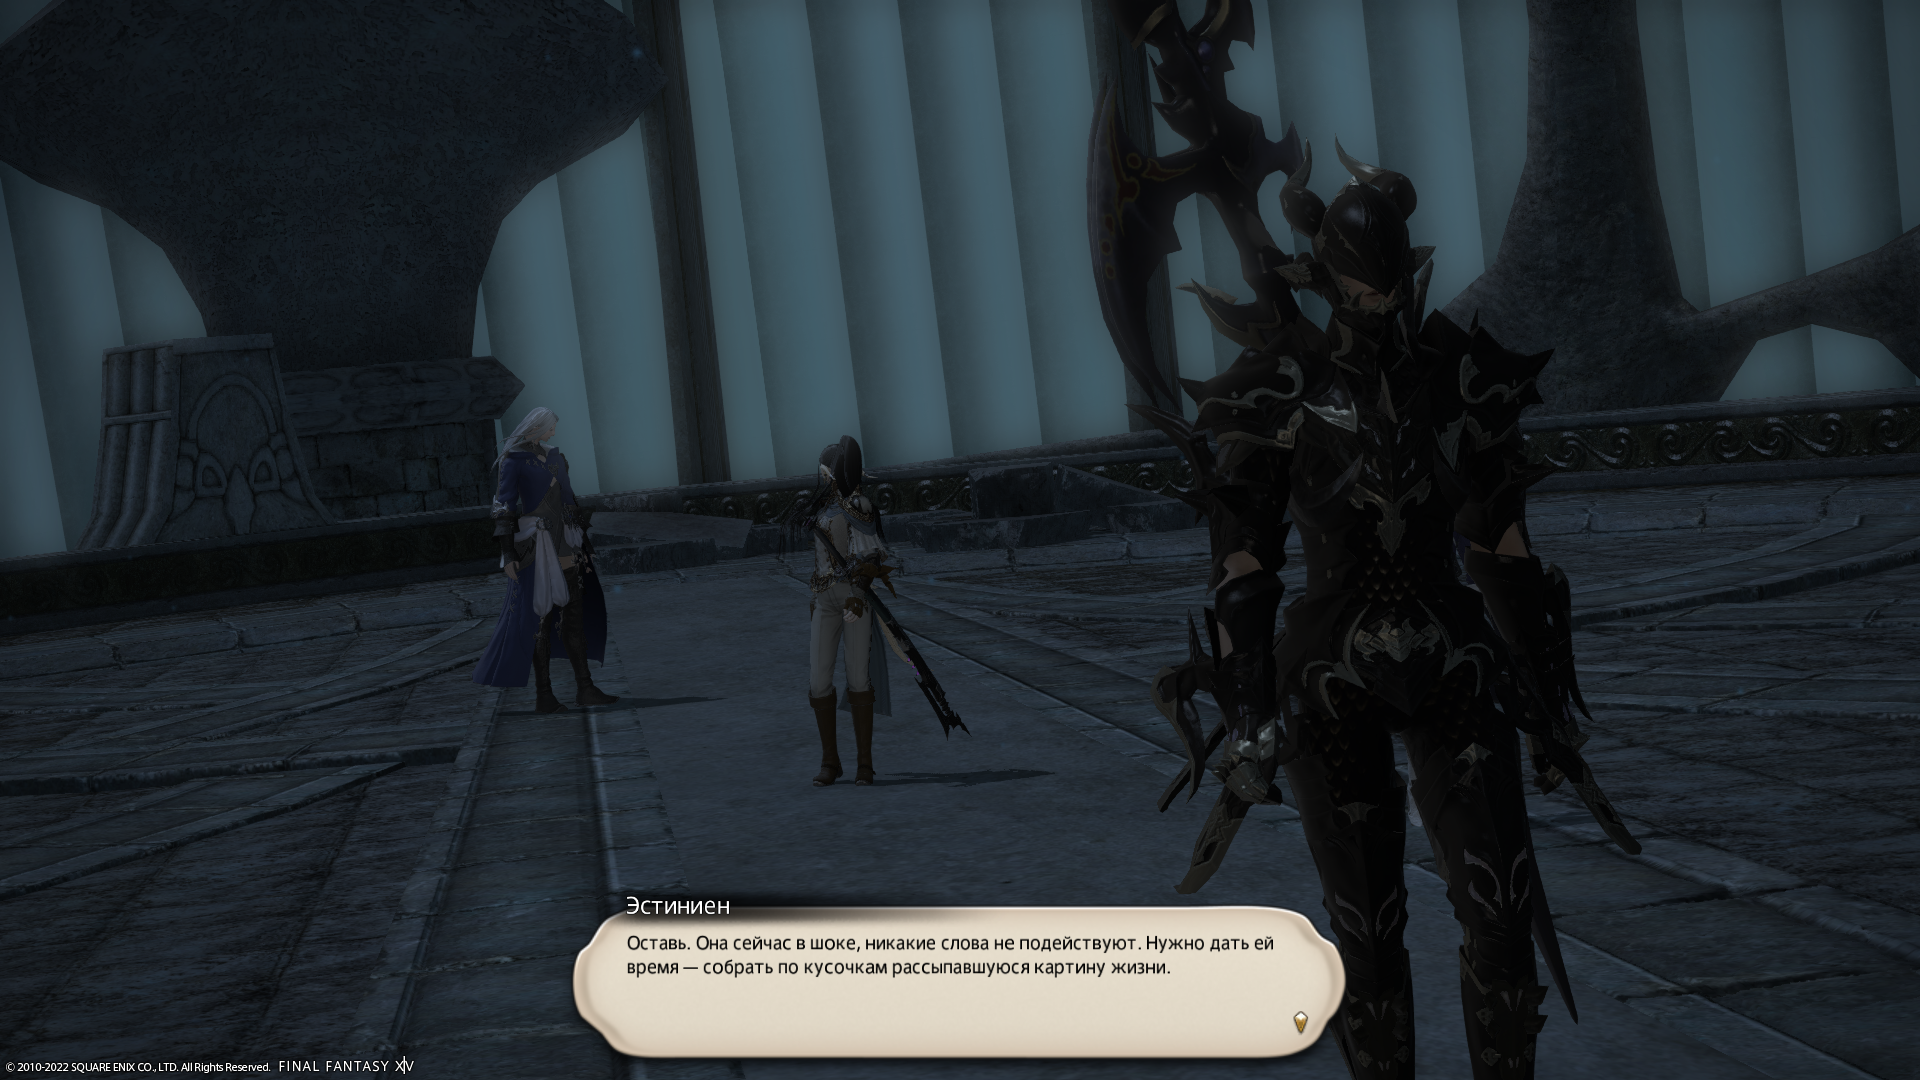 Эстиниен
Оставь. Она сейчас в шоке, никакие слова не подействуют. Нужно дать ей
время — собрать по кусочкам рассыпавшуюся картину жизни.
© 2010-2022 SQUARE ENIX CO., LTD. All Rights Reserved. FINAL FANTASY XIV